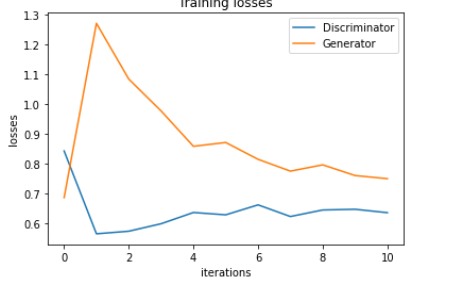 Training losses
1.3
1.2
1.1
1.0
0.9
0.8
0.7
0.6
losses
0
2
4
6
8
10
iterations
Discriminator
Generator